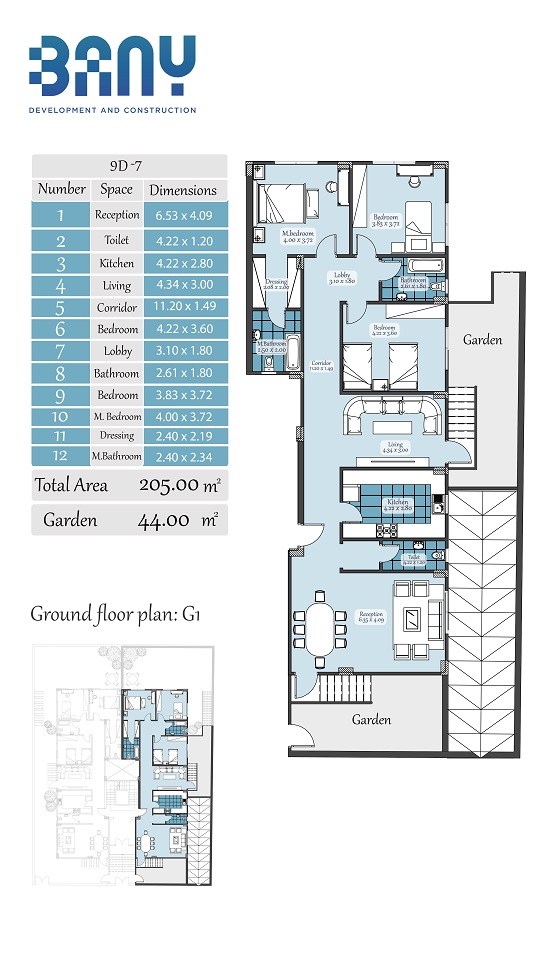 BANY
DEVELOPMENT AND CONSTRUCTION
9D-7
Number Space Dimensions
1 Reception 6.53 x 4.09
2 Toilet 4.22 x 1.20
3 Kitchen 4.22 x 2.80
4 Living 4.34 x 3.00
5 Corridor 11.20 x 1.49
6 Bedroom 4.22 x 3.60
7 Lobby 3.10 x 1.80
8 Bathroom 2.61 x 1.80
9 Bedroom 3.83 x 3.72
10 M. Bedroom 4.00 x 3.72
11 Dressing 2.40 x 2.19
12 M.Bathroom 2.40 x 2.34
Total Area 205.00 m²
Garden 44.00 m²
Ground floor plan: G1
M.bedroom
4.00 x 3.72
Bedroom
3.83 x 3.72
Lobby
3.10 x 1.80
Bathroom
2.61 x 1.80
Dressing
2.08 x 2.00
M.Bathroom
2.50 x 2.00
Bedroom
4.22 x 3.60
Corridor
11.20 x 1.49
Garden
Living
4.34 x 3.00
Kitchen
4.22 x 2.80
Toilet
4.22 x 1.20
Reception
6.35 x 4.09
Garden